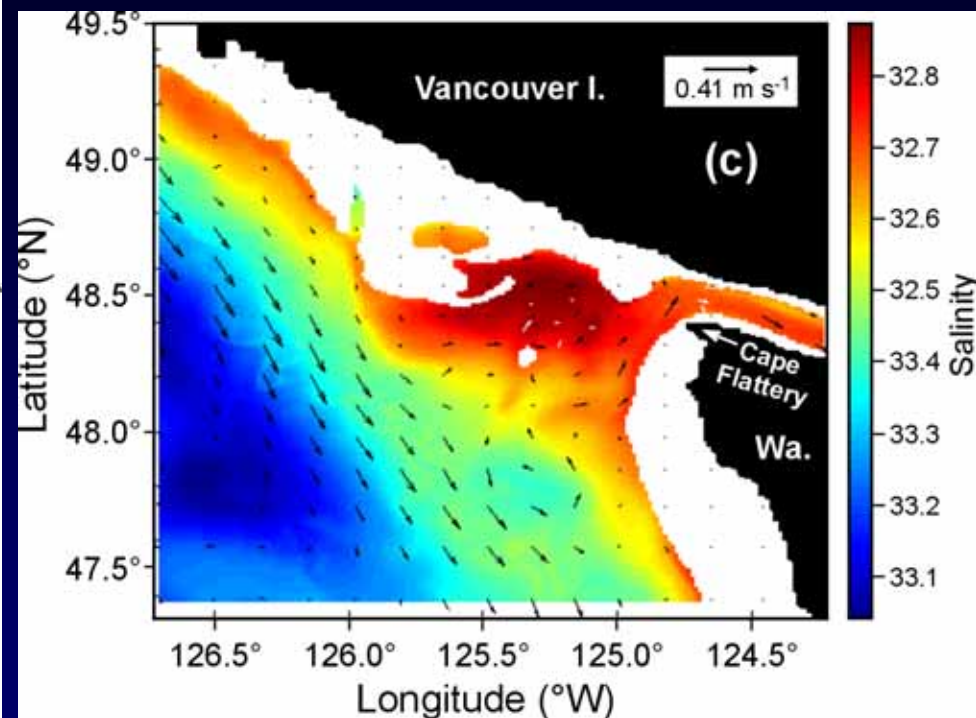 49.5°
49.0°
48.5°
48.0°
47.5°
Latitude (°N)
Vancouver I.
0.41 m s-1
(c)
Cape
Flattery
Wa.
126.5°
126.0°
125.5°
125.0°
124.5°
Longitude (°W)
32.8
32.7
32.6
32.5
33.4
33.3
33.2
33.1
Salinity